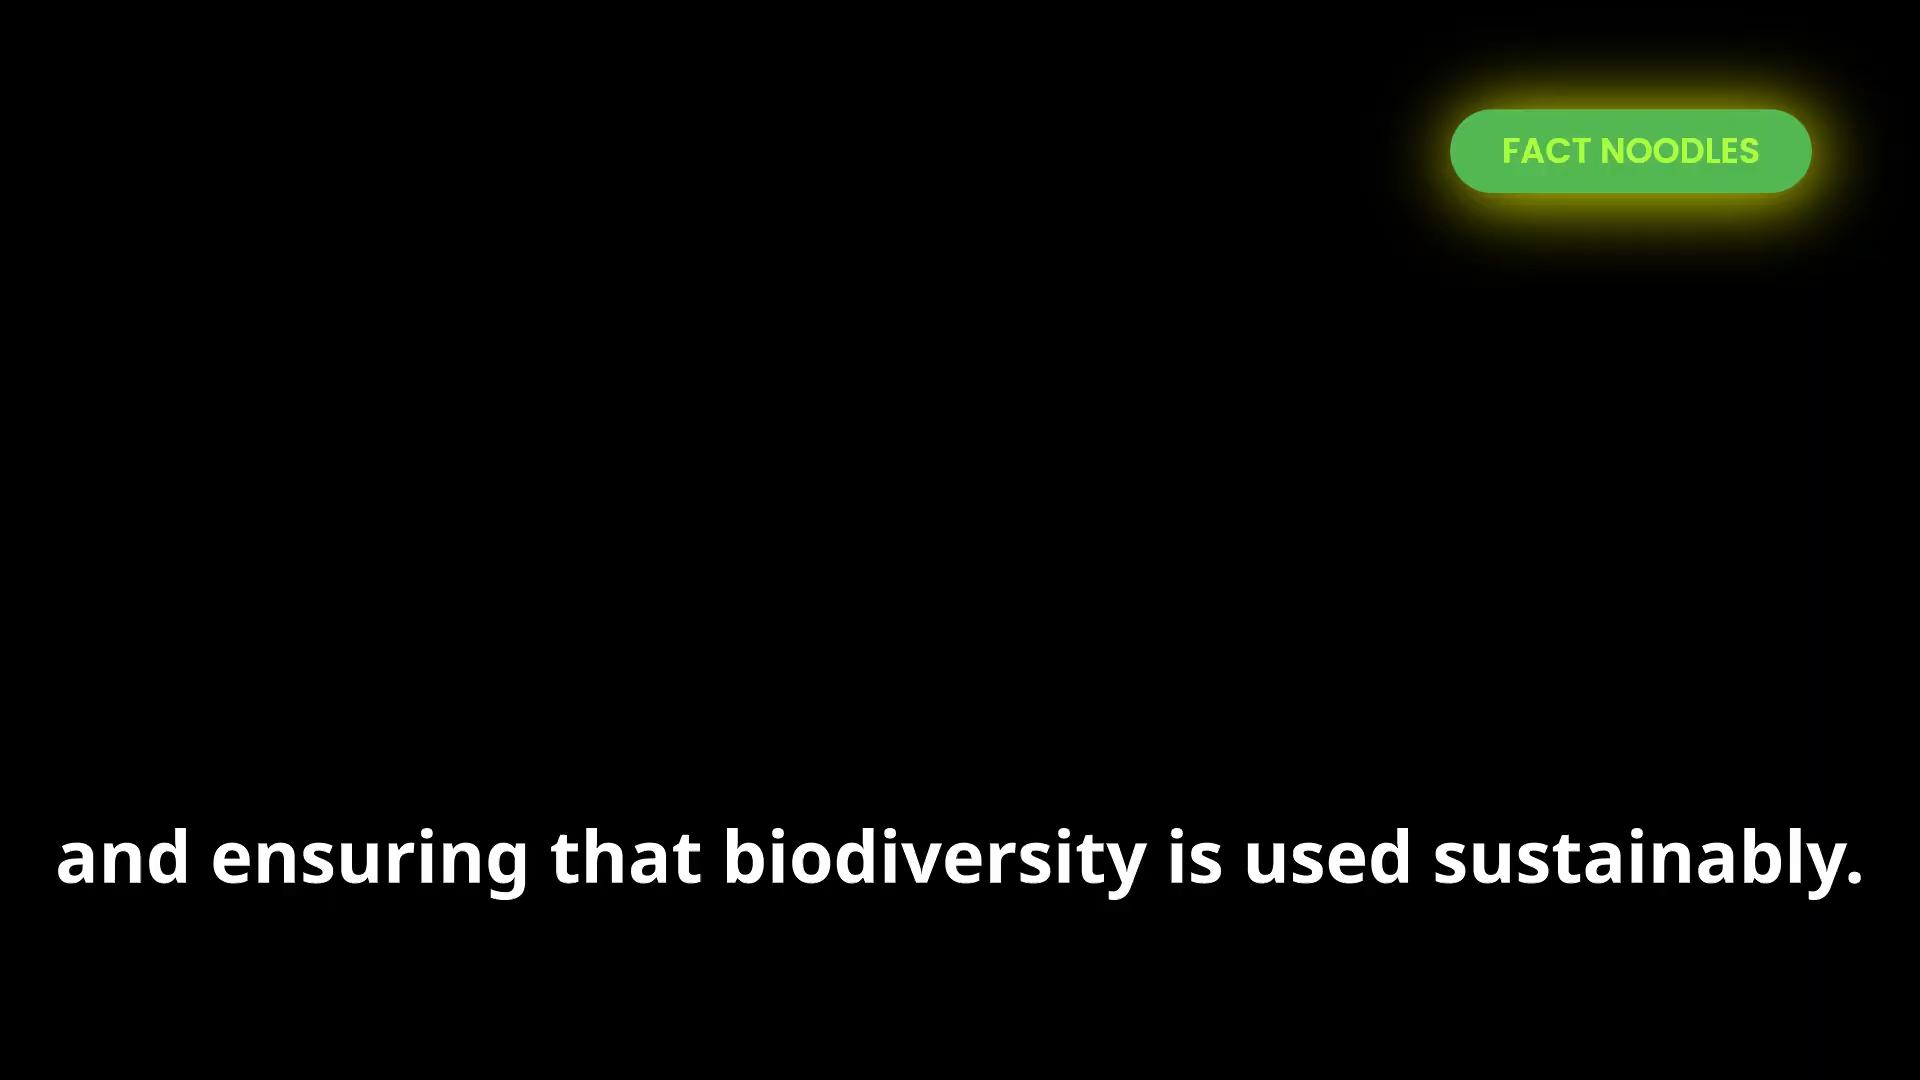 FACT NOODLES
and ensuring that biodiversity is used sustainably.